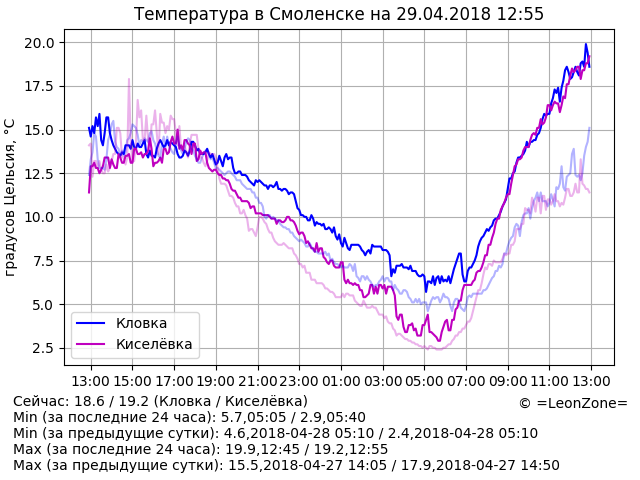 Температура в Смоленске на 29.04.2018 12:55
градусов Цельсия, °C
20.0
17.5
15.0
12.5
10.0
7.5
5.0
2.5
Кловка
Киселёвка
13:00 15:00 17:00 19:00 21:00 23:00 01:00 03:00 05:00 07:00 09:00 11:00 13:00
Сейчас: 18.6 / 19.2 (Кловка / Киселёвка)
© =LeonZone=
Min (за последние 24 часа): 5.7,05:05 / 2.9,05:40
Min (за предыдущие сутки): 4.6,2018-04-28 05:10 / 2.4,2018-04-28 05:10
Max (за последние 24 часа): 19.9,12:45 / 19.2,12:55
Max (за предыдущие сутки): 15.5,2018-04-27 14:05 / 17.9,2018-04-27 14:50